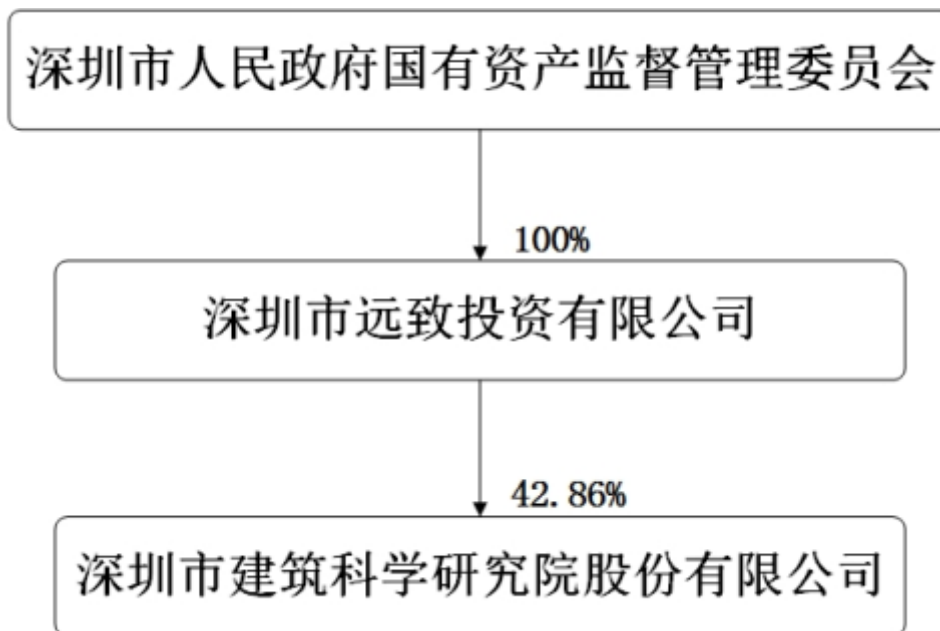 深圳市人民政府国有资产监督管理委员会
100%
深圳市远致投资有限公司
42.86%
深圳市建筑科学研究院股份有限公司